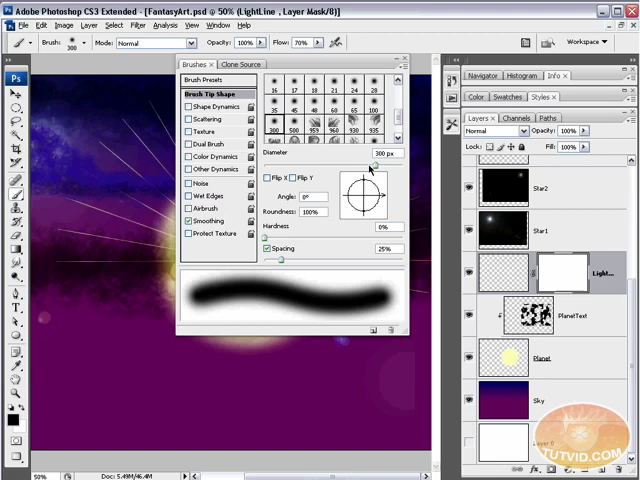 Adobe Photoshop CS3 Extended - [FantasyArt.psd @ 50% (LightLine, Layer Mask/8)]
File Edit Image Layer Select Filter Analysis View Window Help
Brush: 300 Mode: Normal Opacity: 100% Flow: 70% Workspace
Brushes Clone Source
Brush Presets
Brush Tip Shape
Shape Dynamics
Scattering
Texture
Dual Brush
Color Dynamics
Other Dynamics
Noise
Wet Edges
Airbrush
Smoothing
Protect Texture
16 17 18 21 24 28
35 45 48 60 65 100
300 500 959 960 930 935
Diameter 300 px
Flip X Flip Y
Angle: 0°
Roundness: 100%
Hardness 0%
Spacing 25%
Navigator Histogram Info
Color Swatches Styles
Layers Channels Paths
Normal Opacity: 100%
Lock: Fill: 100%
Star2
Star1
Light...
PlanetText
Planet
Sky
Layer 0
TUTVID.COM
Ps
50% Doc: 5.49M/46.4M